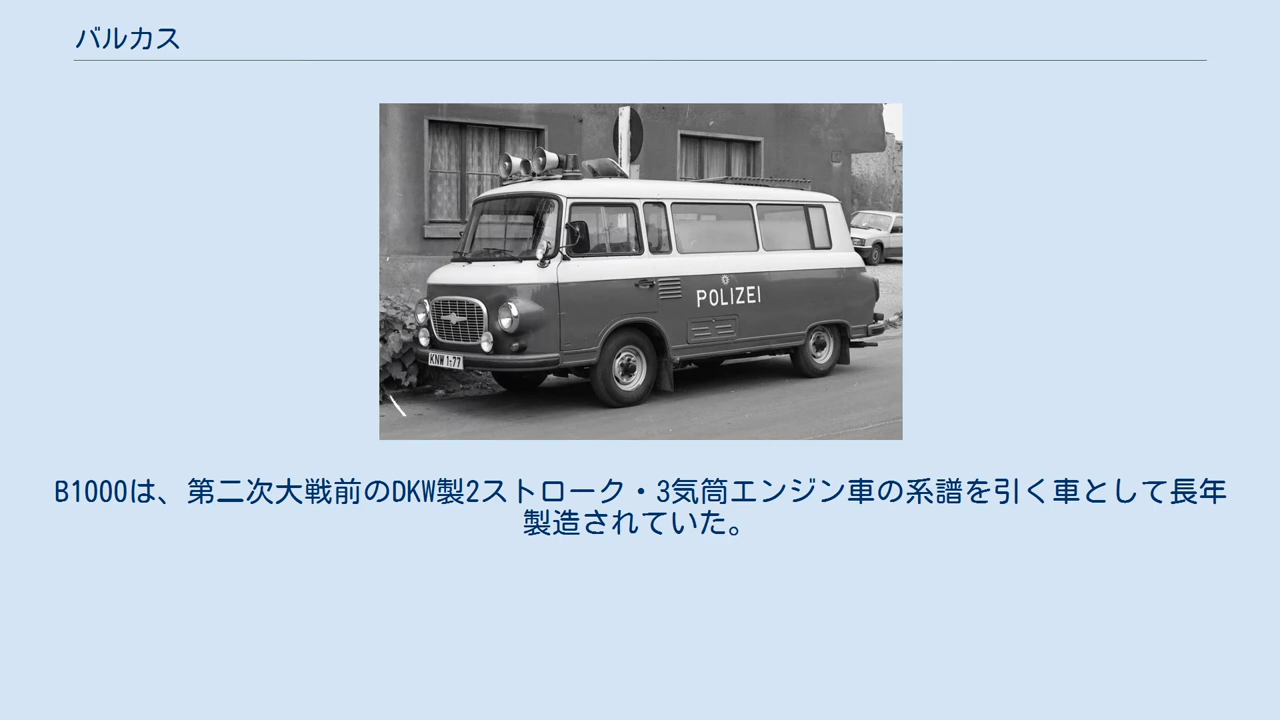 バルカス
POLIZEI
KNW 1-77
B1000は、第二次大戦前のDKW製2ストローク・3気筒エンジン車の系譜を引く車として長年
製造されていた。